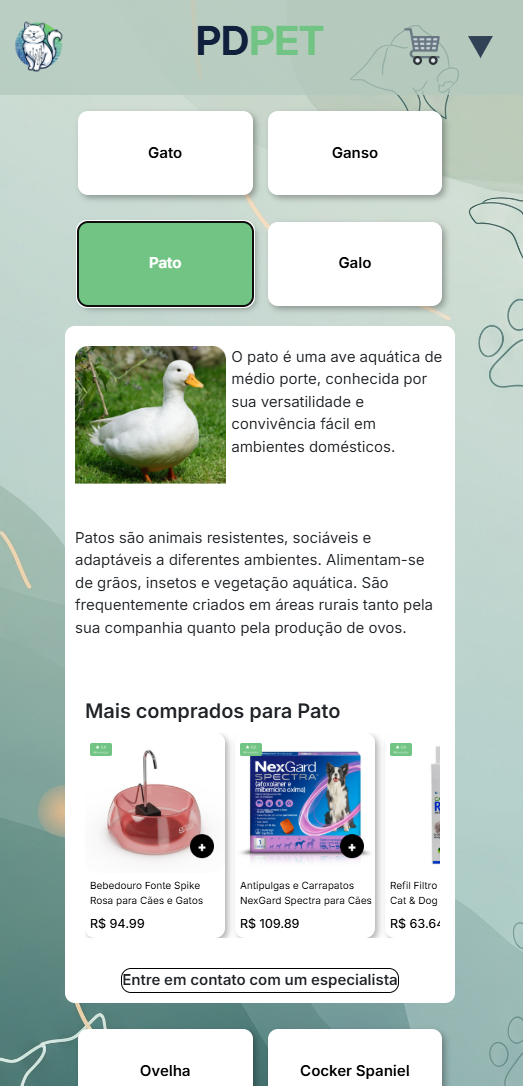 PDPET
Gato
Ganso
Pato
Galo
O pato é uma ave aquática de
médio porte, conhecida por
sua versatilidade e
convivência fácil em
ambientes domésticos.
Patos são animais resistentes, sociáveis e
adaptáveis a diferentes ambientes. Alimentam-se
de grãos, insetos e vegetação aquática. São
frequentemente criados em áreas rurais tanto pela
sua companhia quanto pela produção de ovos.
Mais comprados para Pato
NexGard
SPECTRA
(afoxolaner e
milbemicina oxima)
+
+
Bebedouro Fonte Spike
Rosa para Cães e Gatos
R$ 94.99
Antipulgas e Carrapatos
NexGard Spectra para Cães
R$ 109.89
Refil Filtro
Cat & Dog
R$ 63.64
Entre em contato com um especialista
Ovelha
Cocker Spaniel